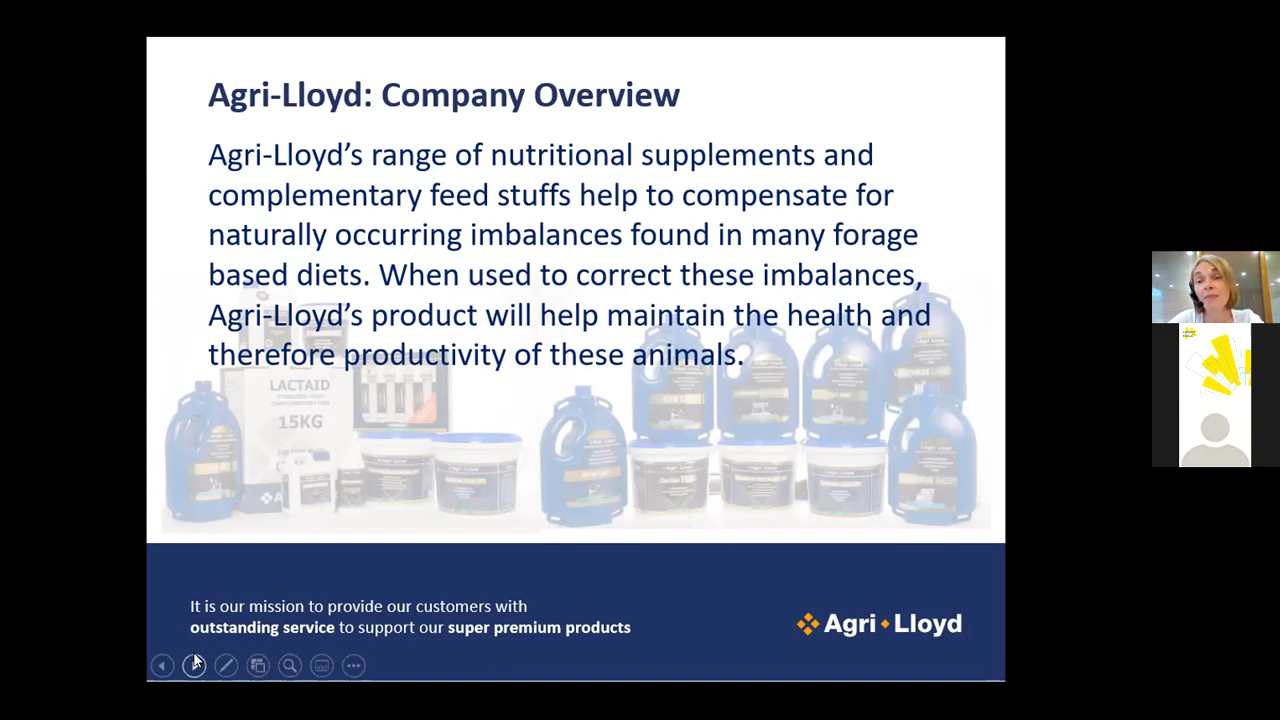 Agri-Lloyd: Company Overview
Agri-Lloyd’s range of nutritional supplements and
complementary feed stuffs help to compensate for
naturally occurring imbalances found in many forage
based diets. When used to correct these imbalances,
Agri-Lloyd’s product will help maintain the health and
therefore productivity of these animals.
LACTAID
15KG
It is our mission to provide our customers with
outstanding service to support our super premium products
Agri Lloyd